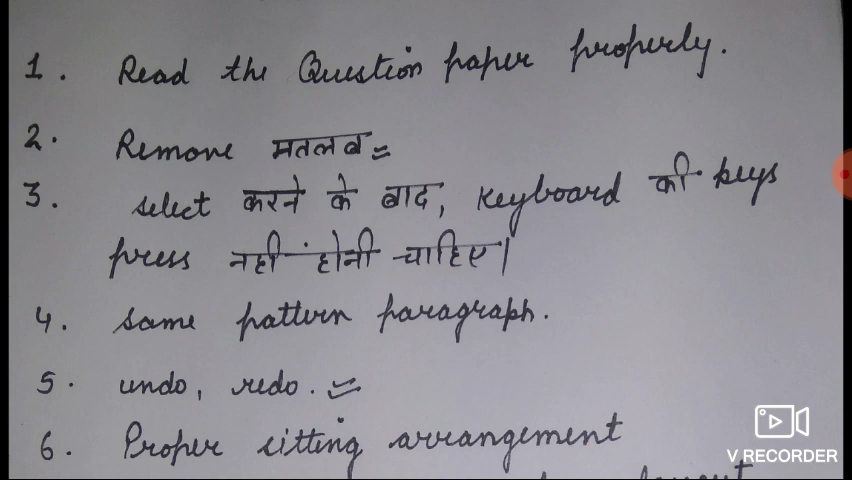 1. Read the Question paper properly.
2. Remove मतलब =
3. select करने के बाद, keyboard की keys
press नहीं होनी चाहिए।
4. same pattern paragraph.
5. undo, redo. =
6. Proper sitting arrangement
V.RECORDER